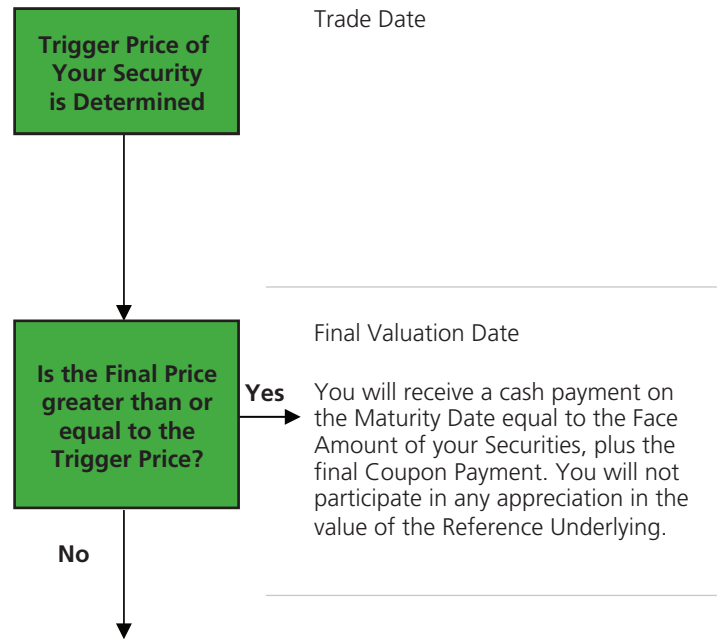 Trade Date
Trigger Price of
Your Security
is Determined
Final Valuation Date
Is the Final Price
greater than or
equal to the
Trigger Price?
Yes
You will receive a cash payment on
the Maturity Date equal to the Face
Amount of your Securities, plus the
final Coupon Payment. You will not
participate in any appreciation in the
value of the Reference Underlying.
No